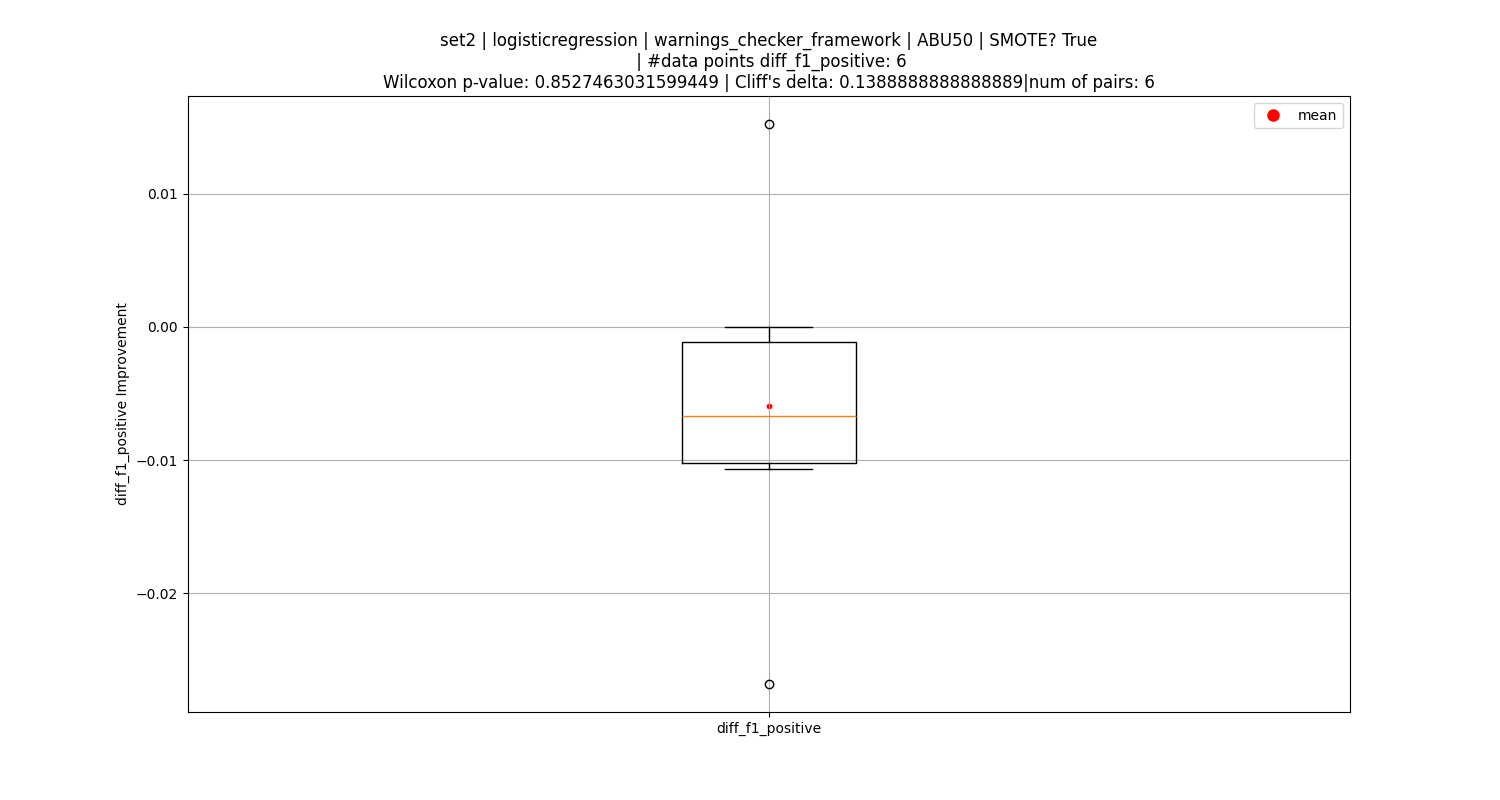 set2 | logisticregression | warnings_checker_framework | ABU50 | SMOTE? True
| #data points diff_f1_positive: 6
Wilcoxon p-value: 0.8527463031599449 | Cliff's delta: 0.1388888888888889|num of pairs: 6
mean
0.01
0.00
−0.01
−0.02
diff_f1_positive Improvement
diff_f1_positive